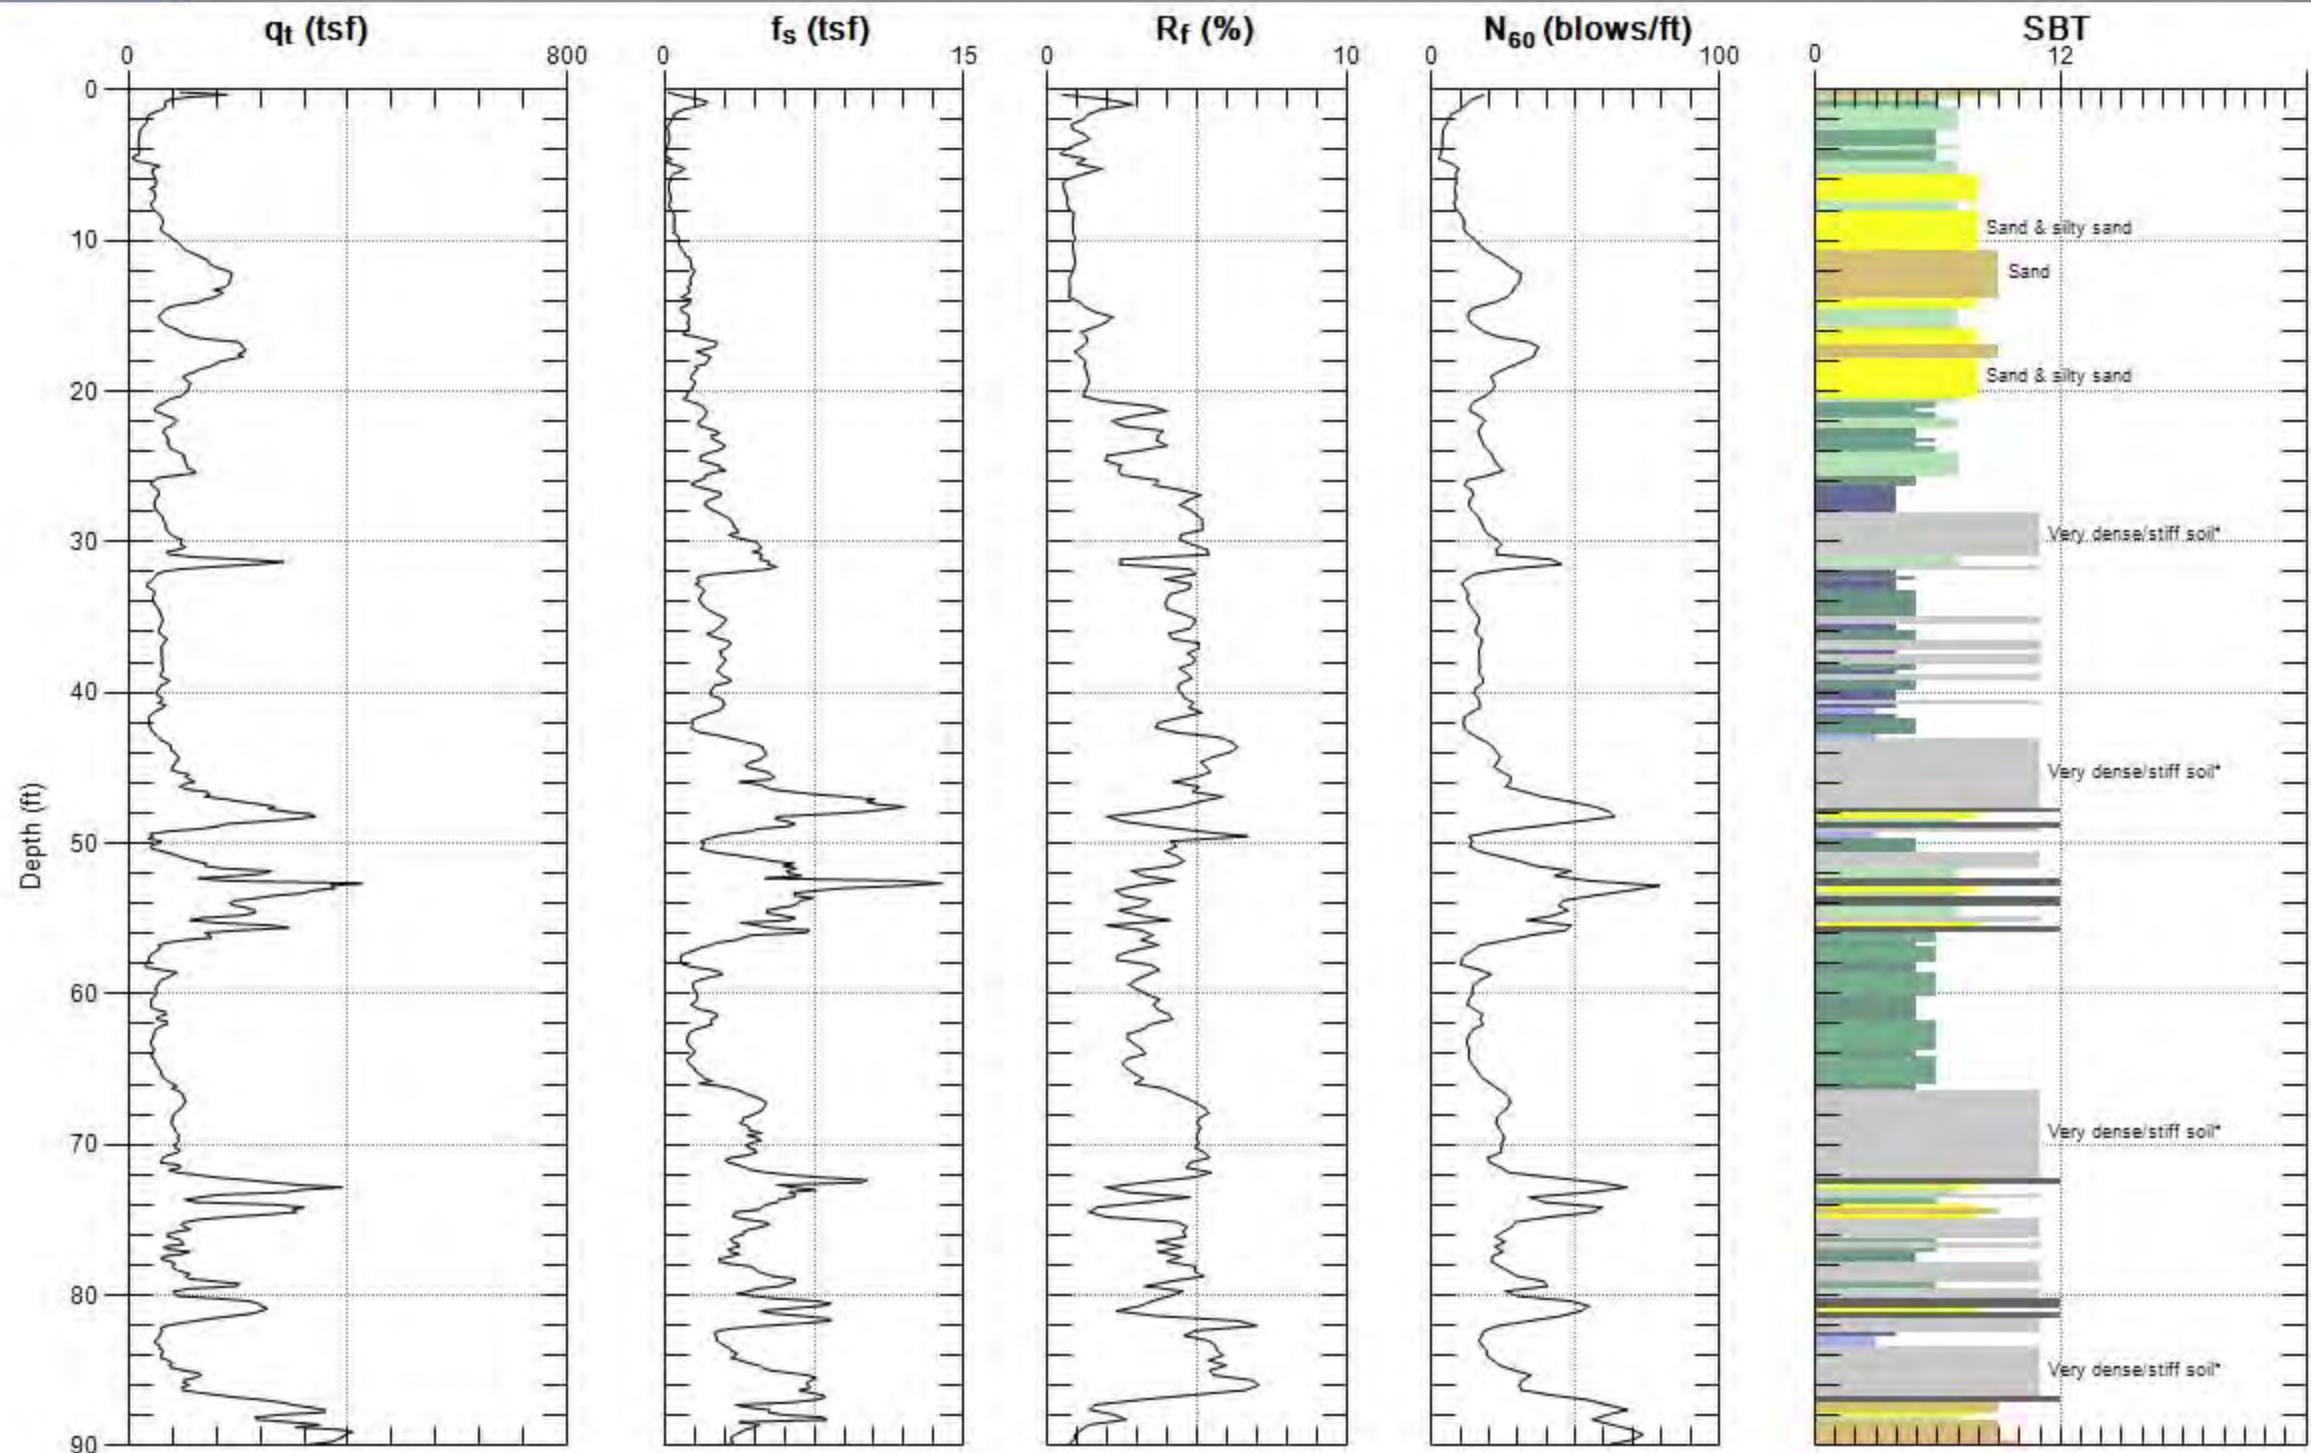 qt (tsf) fs (tsf) Rf (%) N60 (blows/ft) SBT
0 800 0 15 0 10 0 100 0 12
0
10
Sand & silty sand
Sand
Sand & silty sand
20
30
Very dense/stiff soil*
40
Very dense/stiff soil*
Depth (ft)
50
60
70
Very dense/stiff soil*
80
Very dense/stiff soil*
90